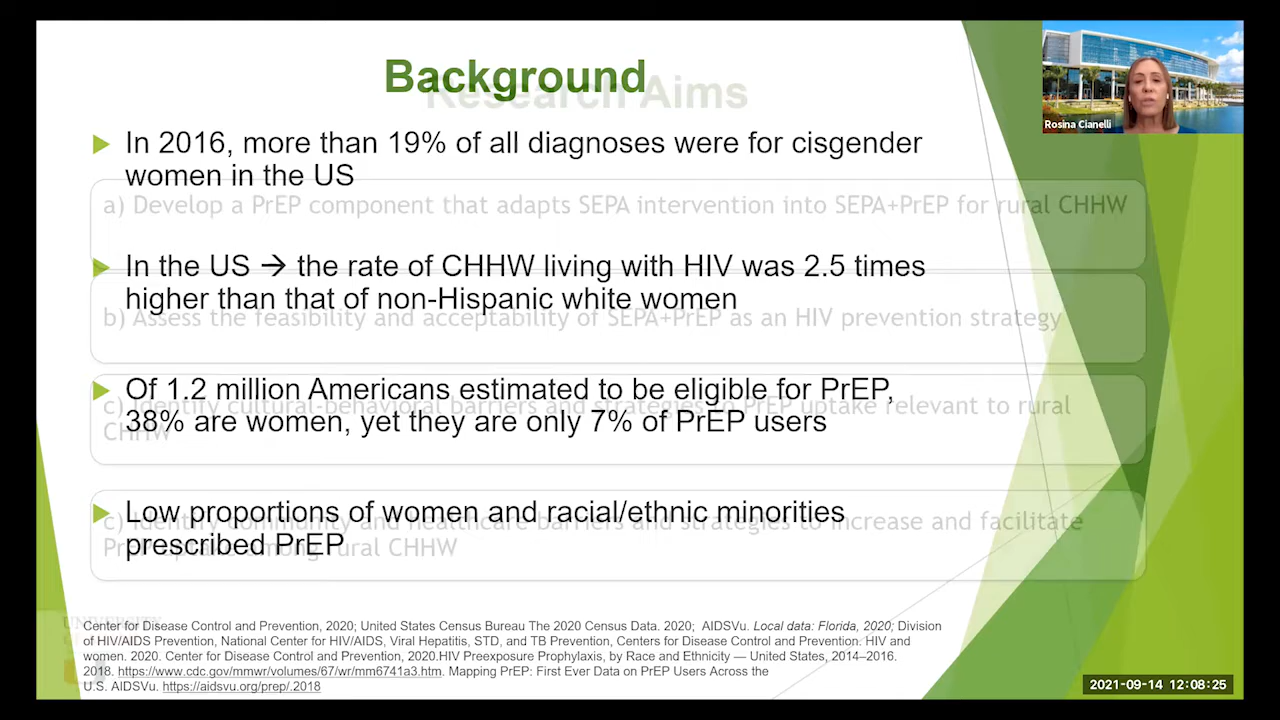 Background
Research Aims
Rosina Cianelli
In 2016, more than 19% of all diagnoses were for cisgender
women in the US
a) Develop a PrEP component that adapts SEPA intervention into SEPA+PrEP for rural CHHW
In the US → the rate of CHHW living with HIV was 2.5 times
higher than that of non-Hispanic white women
b) Assess the feasibility and acceptability of SEPA+PrEP as an HIV prevention strategy
Of 1.2 million Americans estimated to be eligible for PrEP,
c) Identify cultural-behavioral barriers and strategies to PrEP uptake relevant to rural
38% are women, yet they are only 7% of PrEP users
CHHW
Low proportions of women and racial/ethnic minorities
c) Identify community and healthcare barriers and strategies to increase and facilitate
prescribed PrEP
PrEP uptake among rural CHHW
UNIVERSITY
Center for Disease Control and Prevention, 2020; United States Census Bureau The 2020 Census Data. 2020; AIDSVu. Local data: Florida, 2020; Division
of HIV/AIDS Prevention, National Center for HIV/AIDS, Viral Hepatitis, STD, and TB Prevention, Centers for Disease Control and Prevention. HIV and
women. 2020. Center for Disease Control and Prevention, 2020.HIV Preexposure Prophylaxis, by Race and Ethnicity — United States, 2014–2016.
2018. https://www.cdc.gov/mmwr/volumes/67/wr/mm6741a3.htm. Mapping PrEP: First Ever Data on PrEP Users Across the
U.S. AIDSVu. https://aidsvu.org/prep/.2018
2021-09-14 12:08:25